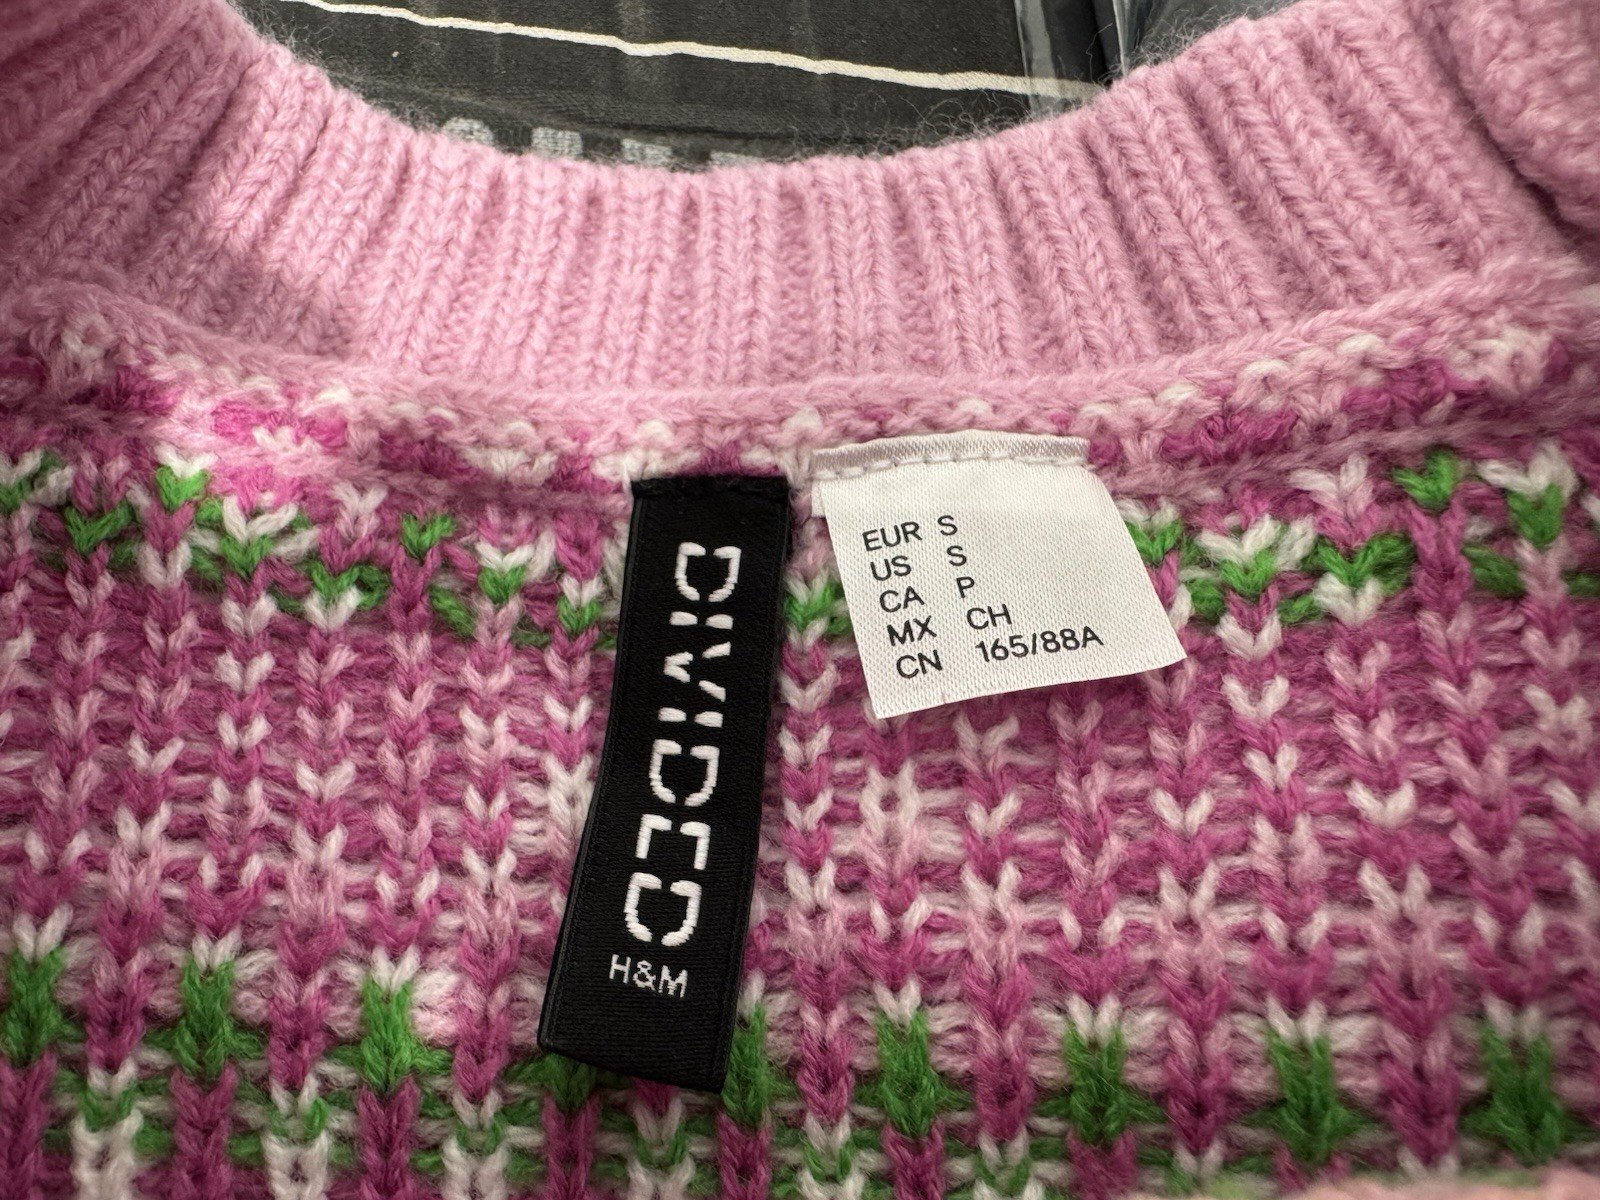 DIVIDED
H&M
EUR S
US S
CA P
MX CH
CN 165/88A